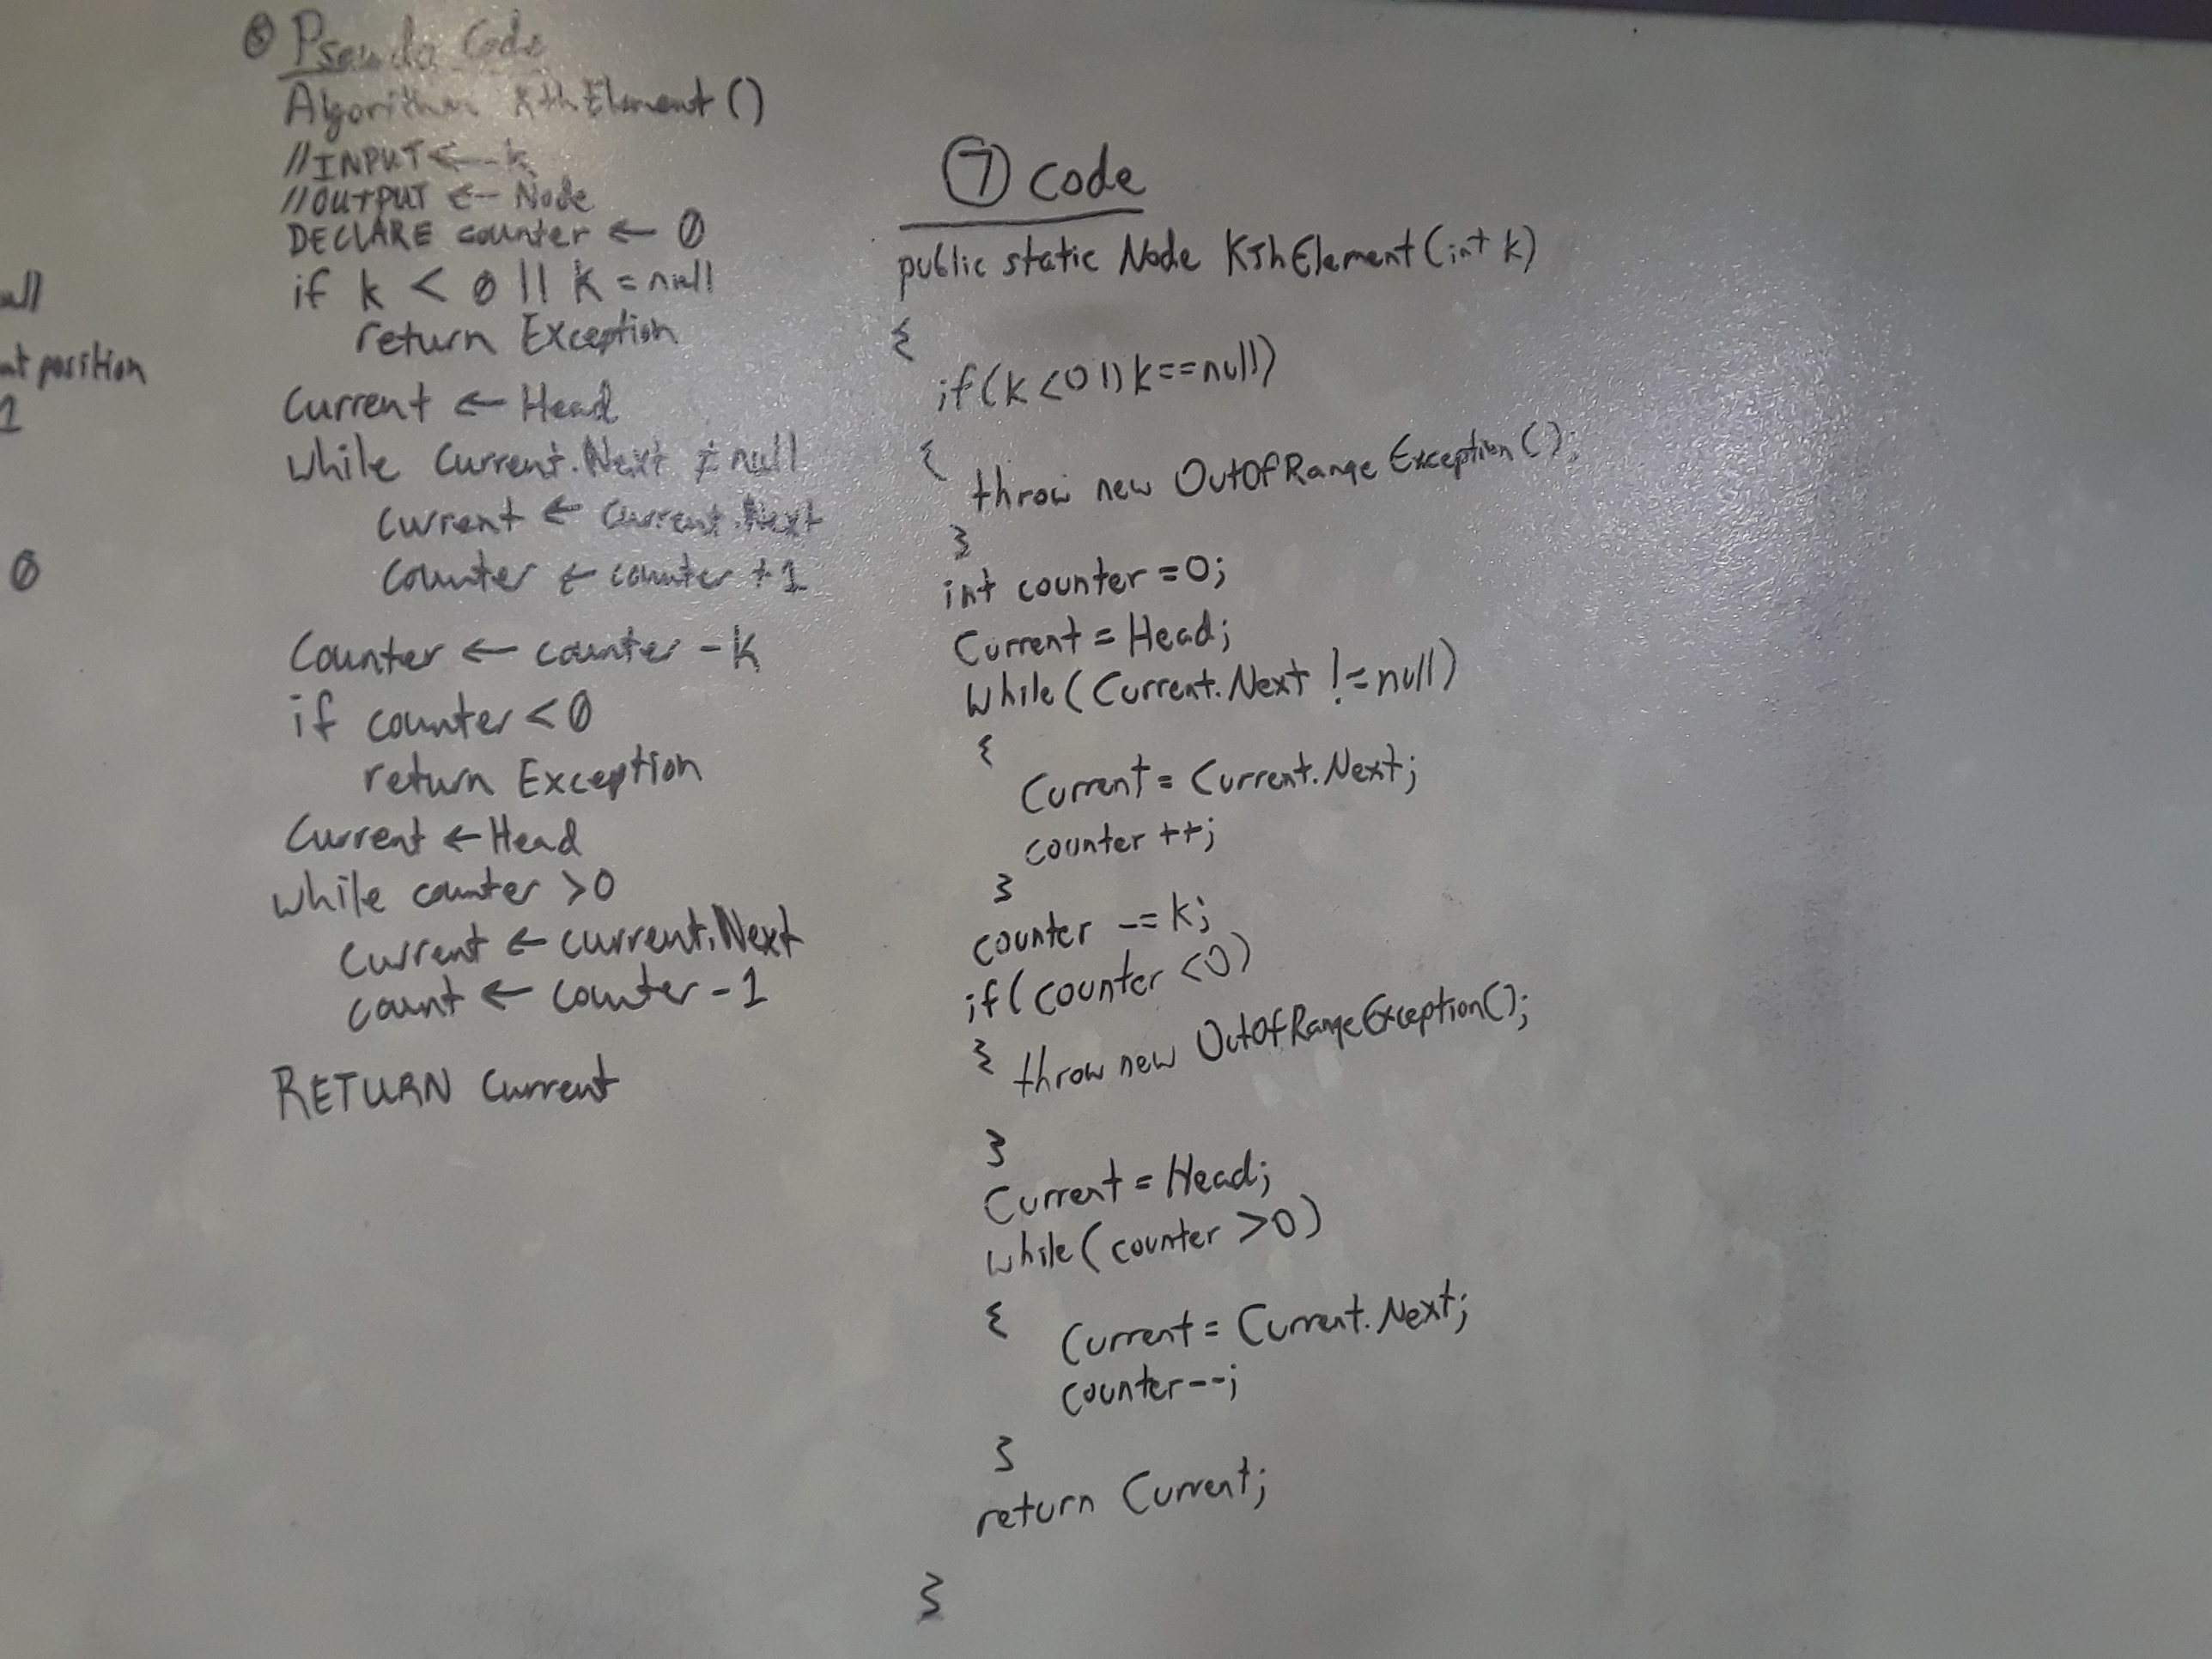 ull
nt position
1
0
⑤ Pseudo Code
Algorithm KthElement()
//INPUT ← k
//OUTPUT ← Node
DECLARE counter ← 0
if k < 0 || k = null
return Exception
Current ← Head
while Current.Next ≠ null
Current ← Current.Next
Counter ← counter + 1
Counter ← counter - k
if counter < 0
return Exception
Current ← Head
while counter > 0
Current ← current.Next
count ← counter - 1
RETURN Current
⑦ Code
public static Node KthElement(int k)
{
if(k < 0 || k == null)
{
throw new OutOfRangeException();
}
int counter = 0;
Current = Head;
While(Current.Next != null)
{
Current = Current.Next;
counter ++;
}
counter -= k;
if(counter < 0)
{ throw new OutOfRangeException();
}
Current = Head;
while(counter > 0)
{ Current = Current.Next;
counter--;
}
return Current;
}